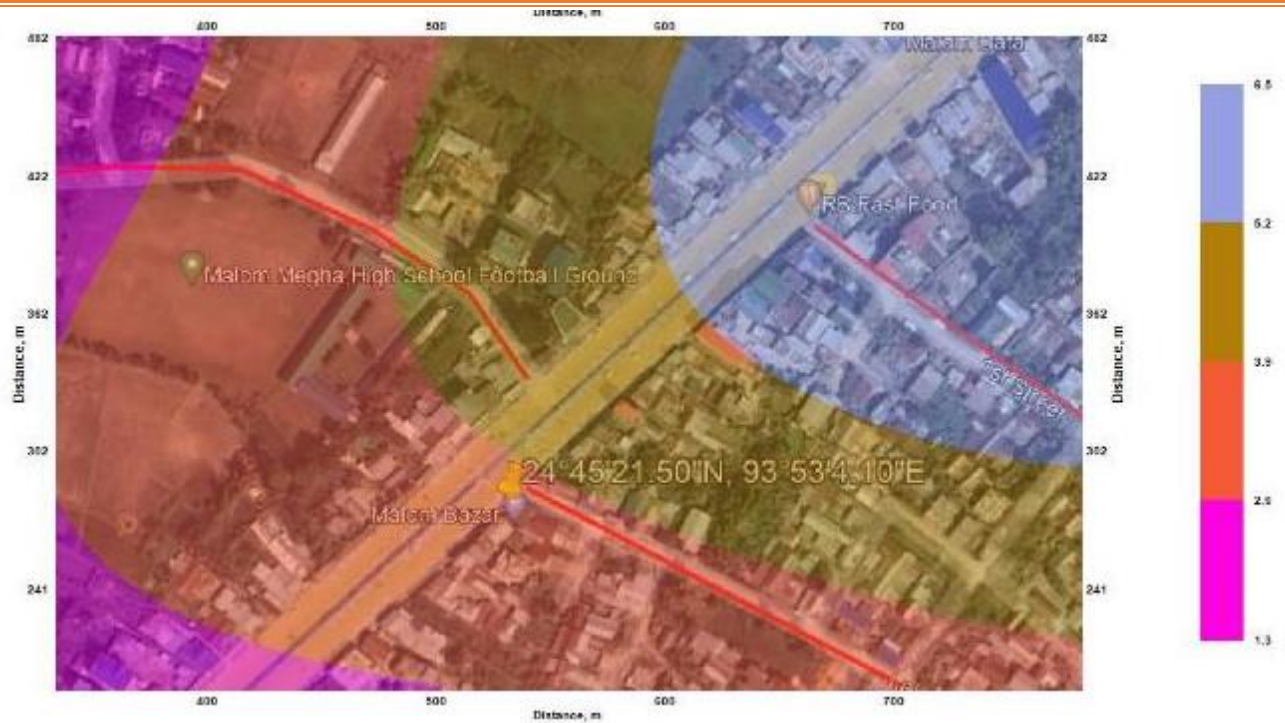 Distance, m
400 500 600 700
482 482
Malom
6.5
422 422
RB Fast Food
5.2
Malom Megha High School Football Ground
362 362
Distance, m
Distance, m
3.9
302 302
24°45'21.50"N, 93°53'4.10"E
Malom Bazar
2.6
241 241
1.3
400 500 600 700
Distance, m